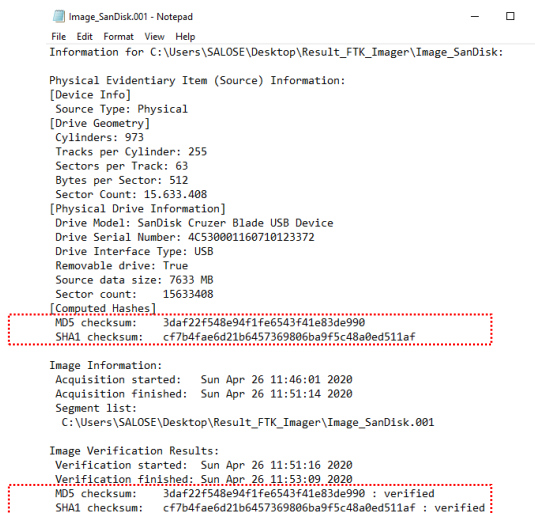 Image_SanDisk.001 - Notepad
File Edit Format View Help
Information for C:\Users\SALOSE\Desktop\Result_FTK_Imager\Image_SanDisk:
Physical Evidentiary Item (Source) Information:
[Device Info]
Source Type: Physical
[Drive Geometry]
Cylinders: 973
Tracks per Cylinder: 255
Sectors per Track: 63
Bytes per Sector: 512
Sector Count: 15.633.408
[Physical Drive Information]
Drive Model: SanDisk Cruzer Blade USB Device
Drive Serial Number: 4C530001160710123372
Drive Interface Type: USB
Removable drive: True
Source data size: 7633 MB
Sector count: 15633408
[Computed Hashes]
MD5 checksum: 3daf22f548e94f1fe6543f41e83de990
SHA1 checksum: cf7b4fae6d21b6457369806ba9f5c48a0ed511af
Image Information:
Acquisition started: Sun Apr 26 11:46:01 2020
Acquisition finished: Sun Apr 26 11:51:14 2020
Segment list:
C:\Users\SALOSE\Desktop\Result_FTK_Imager\Image_SanDisk.001
Image Verification Results:
Verification started: Sun Apr 26 11:51:16 2020
Verification finished: Sun Apr 26 11:53:09 2020
MD5 checksum: 3daf22f548e94f1fe6543f41e83de990 : verified
SHA1 checksum: cf7b4fae6d21b6457369806ba9f5c48a0ed511af : verified